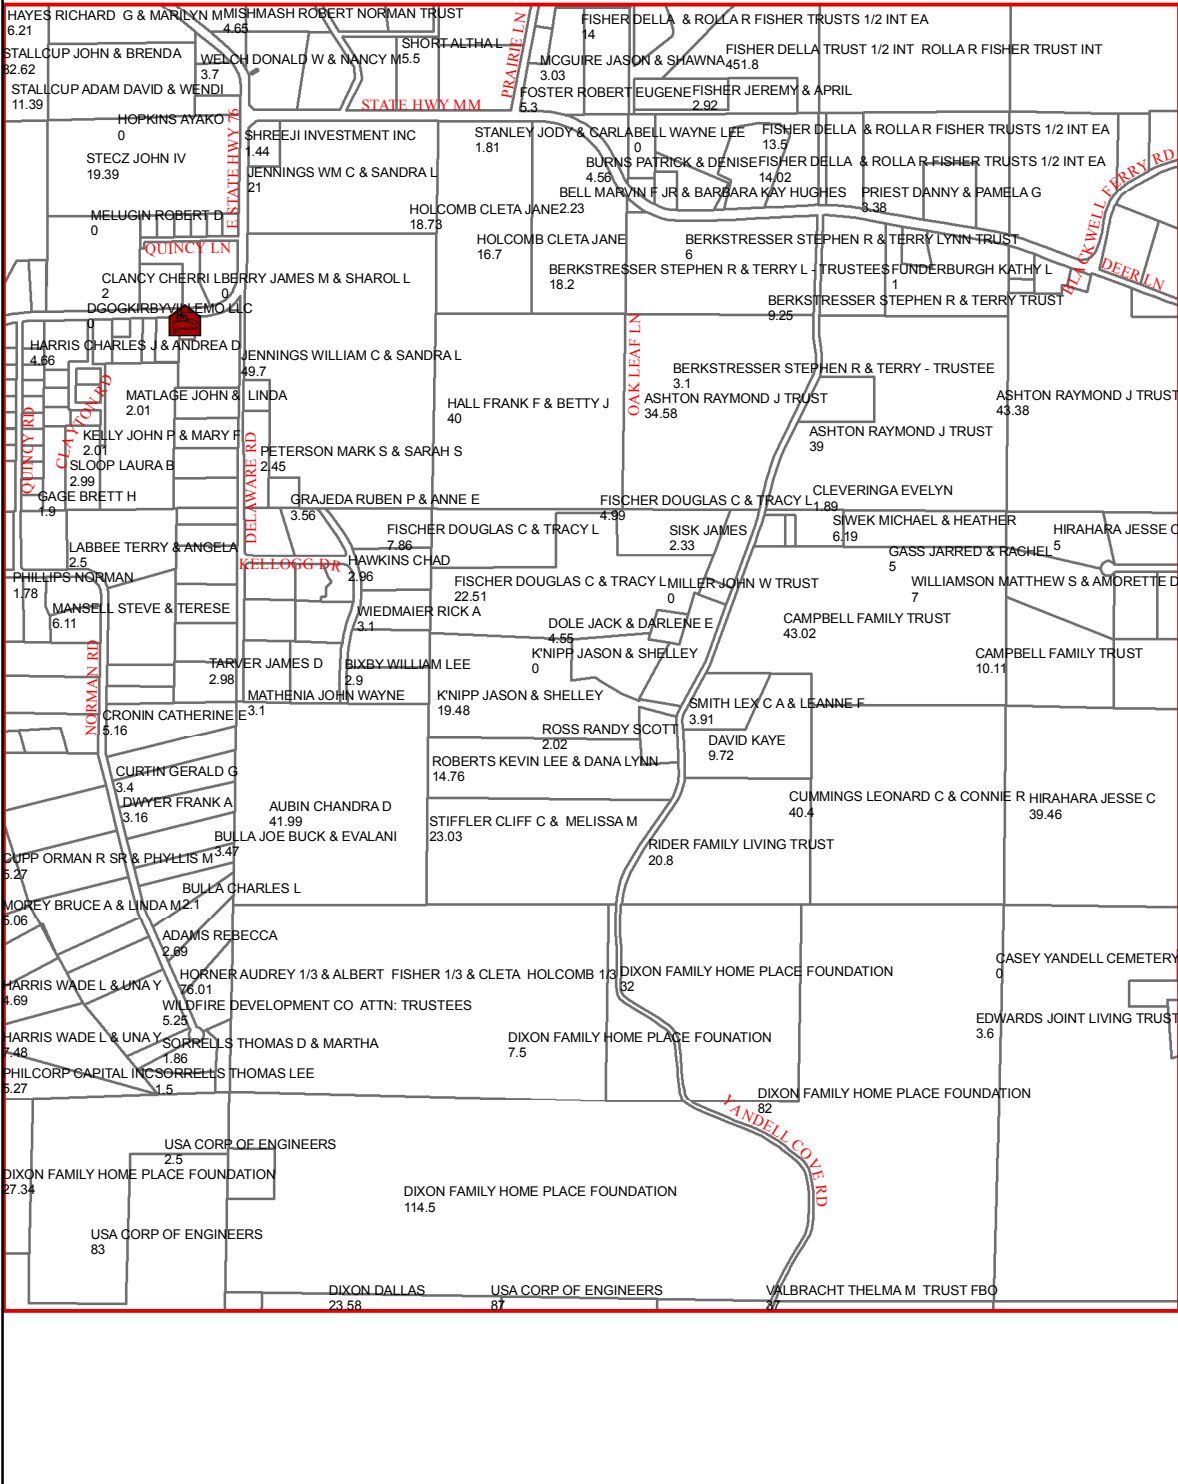 HAYES RICHARD G & MARILYN M
6.21
MISHMASH ROBERT NORMAN TRUST
4.65
FISHER DELLA & ROLLA R FISHER TRUSTS 1/2 INT EA
14
STALLCUP JOHN & BRENDA
32.62
WELCH DONALD W & NANCY M
3.7
SHORT ALTHA L
5.5
PRAIRIE LN
MCGUIRE JASON & SHAWNA
3.03
FISHER DELLA TRUST 1/2 INT ROLLA R FISHER TRUST INT
451.8
STALLCUP ADAM DAVID & WENDI
11.39
STATE HWY MM
FOSTER ROBERT EUGENE
5.3
FISHER JEREMY & APRIL
2.92
HOPKINS AYAKO
0
E STATE HWY 76
SHREEJI INVESTMENT INC
1.44
STANLEY JODY & CARLA
1.81
BELL WAYNE LEE
0
FISHER DELLA & ROLLA R FISHER TRUSTS 1/2 INT EA
13.5
STECZ JOHN IV
19.39
JENNINGS WM C & SANDRA L
21
BURNS PATRICK & DENISE
4.56
FISHER DELLA & ROLLA R FISHER TRUSTS 1/2 INT EA
14.02
BLACKWELL FERRY RD
BELL MARVIN F JR & BARBARA KAY HUGHES
2.23
PRIEST DANNY & PAMELA G
3.38
MELUGIN ROBERT D
0
HOLCOMB CLETA JANE
18.73
QUINCY LN
HOLCOMB CLETA JANE
16.7
BERKSTRESSER STEPHEN R & TERRY LYNN TRUST
6
DEER LN
CLANCY CHERRI L
2
BERRY JAMES M & SHAROL L
0
BERKSTRESSER STEPHEN R & TERRY L - TRUSTEES
18.2
FUNDERBURGH KATHY L
1
DGOGKIRBYVILLEMO LLC
0
BERKSTRESSER STEPHEN R & TERRY TRUST
9.25
HARRIS CHARLES J & ANDREA D
4.66
JENNINGS WILLIAM C & SANDRA L
49.7
OAK LEAF LN
BERKSTRESSER STEPHEN R & TERRY - TRUSTEE
3.1
MATLAGE JOHN & LINDA
2.01
HALL FRANK F & BETTY J
40
ASHTON RAYMOND J TRUST
34.58
ASHTON RAYMOND J TRUST
43.38
QUINCY RD
CLAYTON RD
KELLY JOHN P & MARY F
2.01
DELAWARE RD
ASHTON RAYMOND J TRUST
39
PETERSON MARK S & SARAH S
2.45
SLOOP LAURA B
2.99
GAGE BRETT H
1.9
GRAJEDA RUBEN P & ANNE E
3.56
FISCHER DOUGLAS C & TRACY L
4.99
CLEVERINGA EVELYN
1.89
FISCHER DOUGLAS C & TRACY L
7.86
SISK JAMES
2.33
SIWEK MICHAEL & HEATHER
6.19
HIRAHARA JESSE C
5
LABBEE TERRY & ANGELA
2.5
KELLOGG DR
HAWKINS CHAD
2.96
GASS JARRED & RACHEL
5
PHILLIPS NORMAN
1.78
FISCHER DOUGLAS C & TRACY L
22.51
MILLER JOHN W TRUST
0
WILLIAMSON MATTHEW S & AMORETTE D
7
MANSELL STEVE & TERESE
6.11
WIEDMAIER RICK A
3.1
DOLE JACK & DARLENE E
4.55
CAMPBELL FAMILY TRUST
43.02
NORMAN RD
TARVER JAMES D
2.98
BIXBY WILLIAM LEE
2.9
K'NIPP JASON & SHELLEY
0
CAMPBELL FAMILY TRUST
10.11
MATHENIA JOHN WAYNE
3.1
K'NIPP JASON & SHELLEY
19.48
SMITH LEX C A & LEANNE F
3.91
CRONIN CATHERINE E
5.16
ROSS RANDY SCOTT
2.02
DAVID KAYE
9.72
CURTIN GERALD G
3.4
ROBERTS KEVIN LEE & DANA LYNN
14.76
DWYER FRANK A
3.16
AUBIN CHANDRA D
41.99
CUMMINGS LEONARD C & CONNIE R
40.4
HIRAHARA JESSE C
39.46
BULLA JOE BUCK & EVALANI
3.47
STIFFLER CLIFF C & MELISSA M
23.03
RIDER FAMILY LIVING TRUST
20.8
CUPP ORMAN R SR & PHYLLIS M
5.27
BULLA CHARLES L
2.1
MOREY BRUCE A & LINDA M
5.06
ADAMS REBECCA
2.69
HORNER AUDREY 1/3 & ALBERT FISHER 1/3 & CLETA HOLCOMB 1/3
76.01
DIXON FAMILY HOME PLACE FOUNDATION
32
CASEY YANDELL CEMETERY
0
HARRIS WADE L & UNA Y
4.69
WILDFIRE DEVELOPMENT CO ATTN: TRUSTEES
5.25
EDWARDS JOINT LIVING TRUST
3.6
HARRIS WADE L & UNA Y
7.48
SORRELLS THOMAS D & MARTHA
1.86
DIXON FAMILY HOME PLACE FOUNATION
7.5
PHILCORP CAPITAL INC
5.27
SORRELLS THOMAS LEE
1.5
DIXON FAMILY HOME PLACE FOUNDATION
82
YANDELL COVE RD
USA CORP OF ENGINEERS
2.5
DIXON FAMILY HOME PLACE FOUNDATION
27.34
DIXON FAMILY HOME PLACE FOUNDATION
114.5
USA CORP OF ENGINEERS
83
DIXON DALLAS
23.58
USA CORP OF ENGINEERS
87
VALBRACHT THELMA M TRUST FBO
37